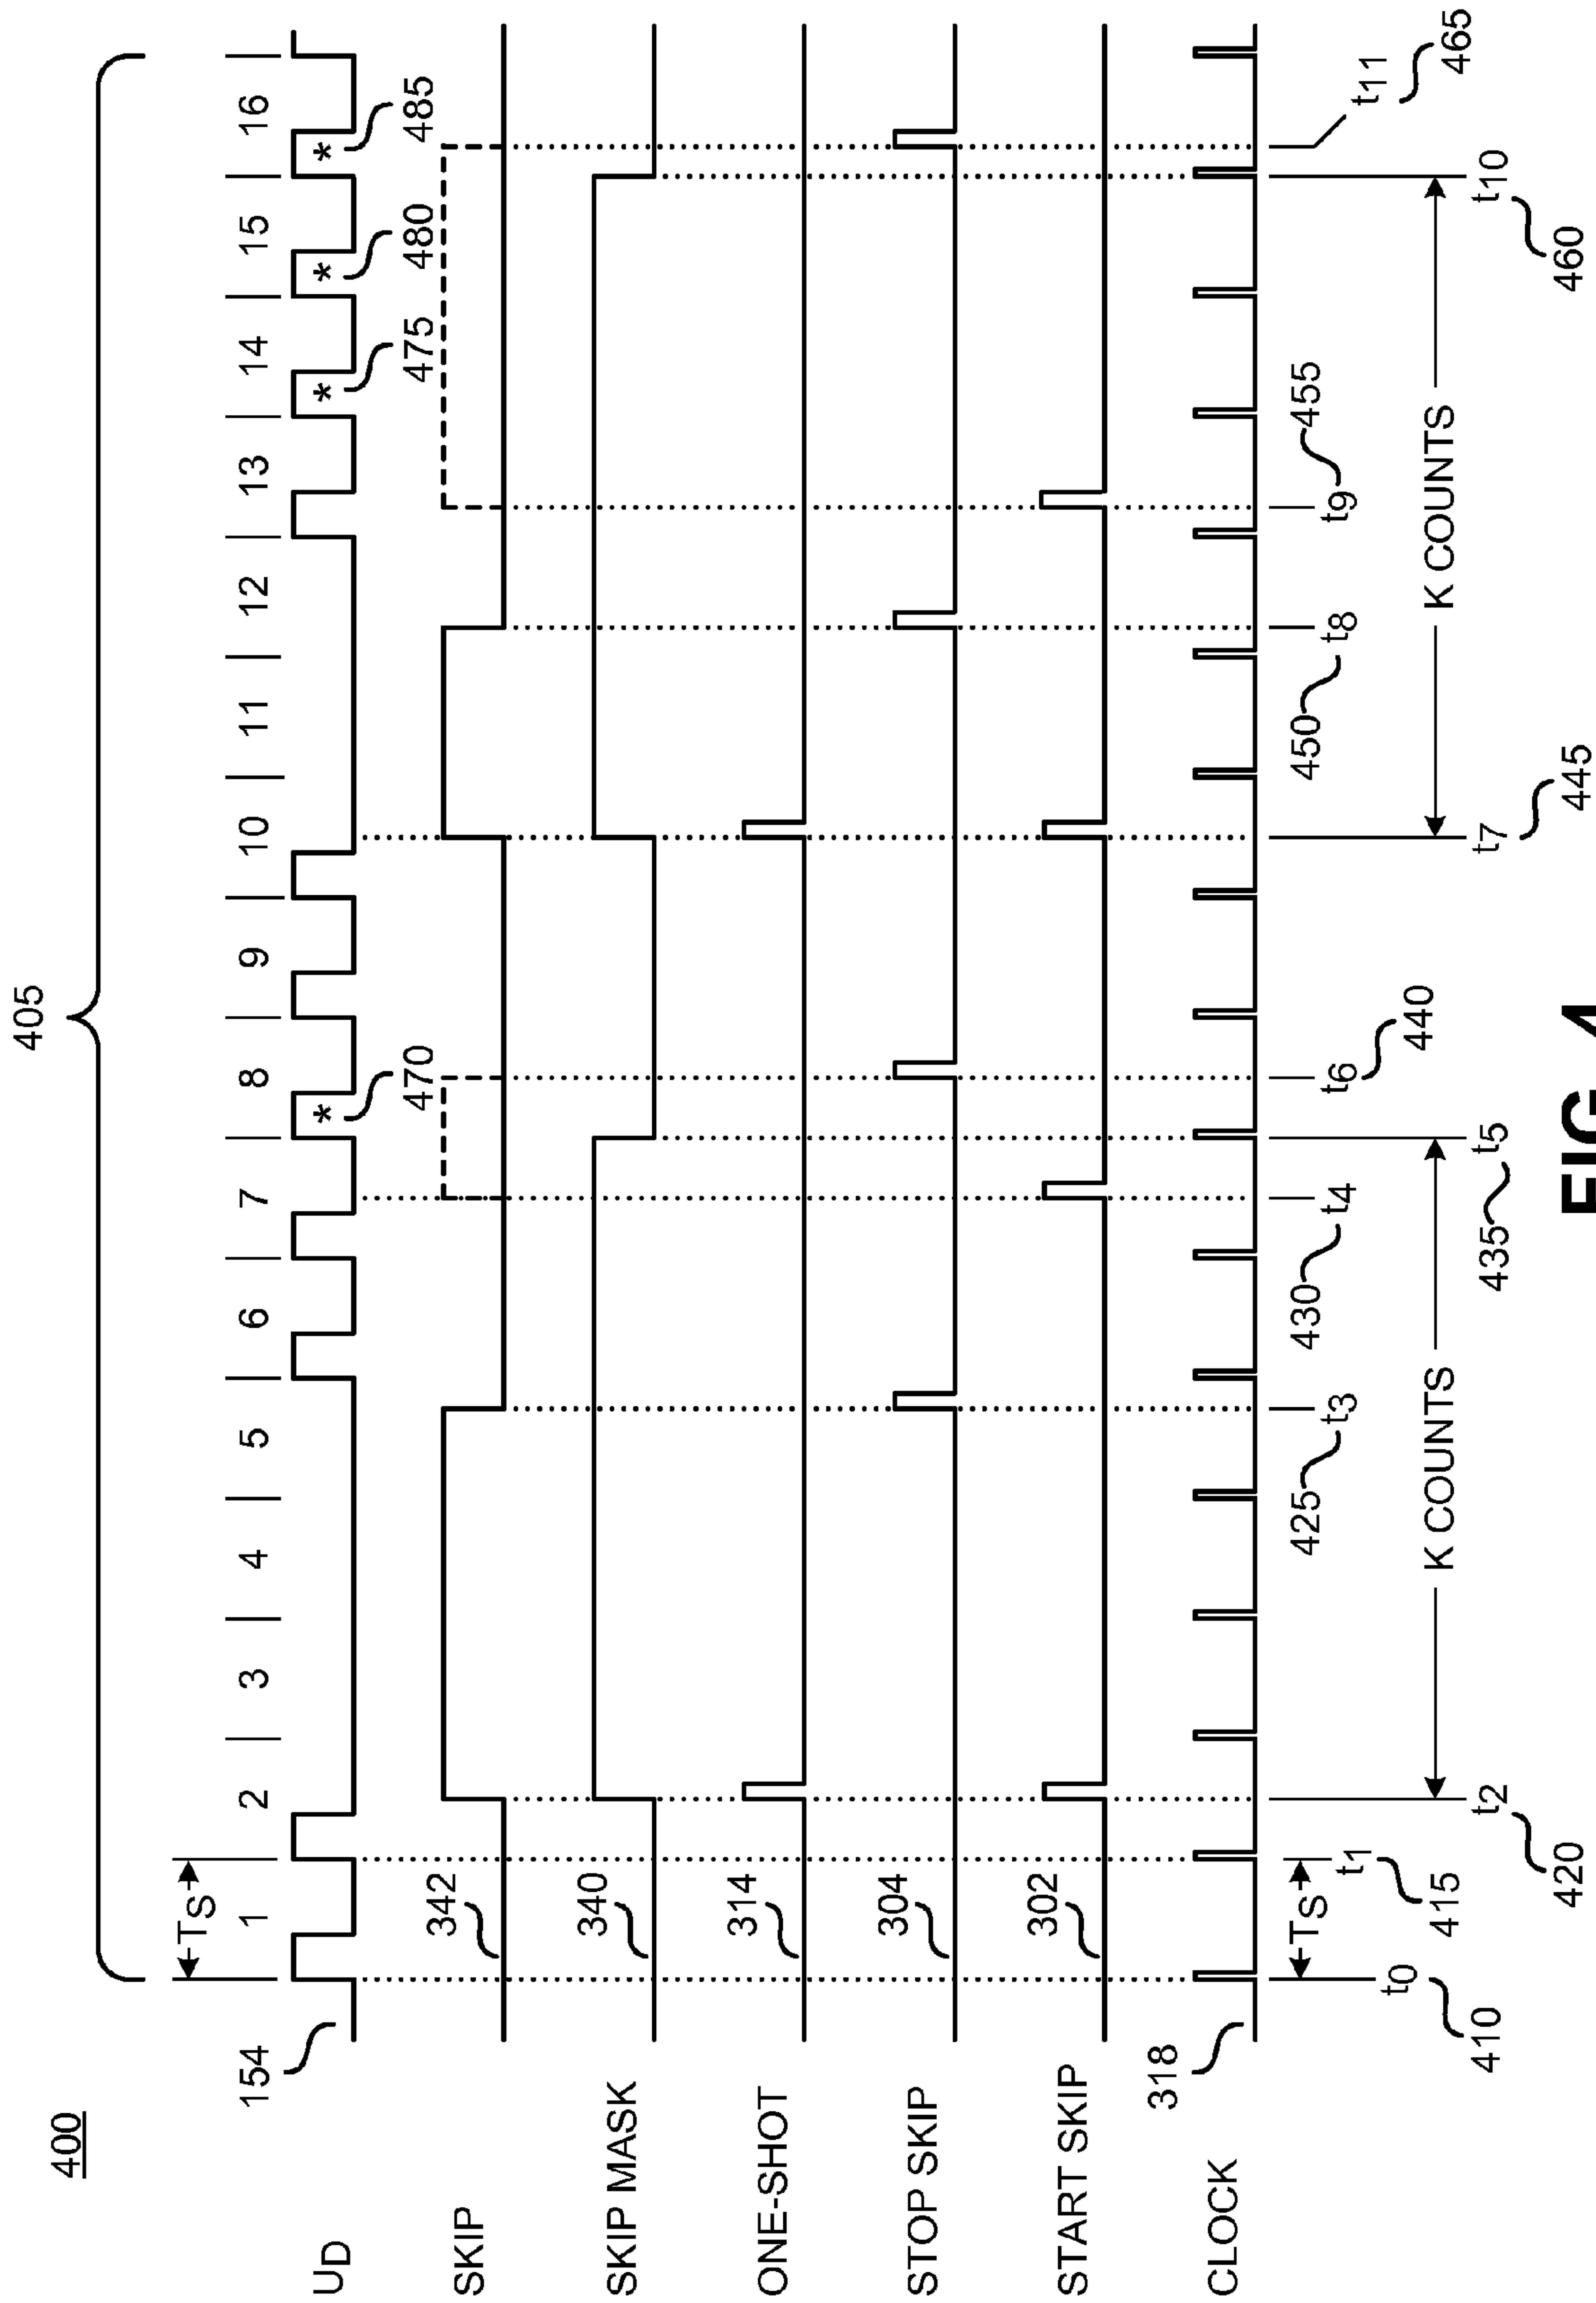 400
405
T_S
1 2 3 4 5 6 7 8 9 10 11 12 13 14 15 16
U_D
154
* * * *
470 475 480 485
SKIP
342
SKIP MASK
340
ONE-SHOT
314
STOP SKIP
304
START SKIP
302
CLOCK
318
T_S
t0 t1 t2 t3 t4 t5 t6 t7 t8 t9 t10 t11
410 415 420 425 430 435 440 445 450 455 460 465
K COUNTS K COUNTS
FIG. 4